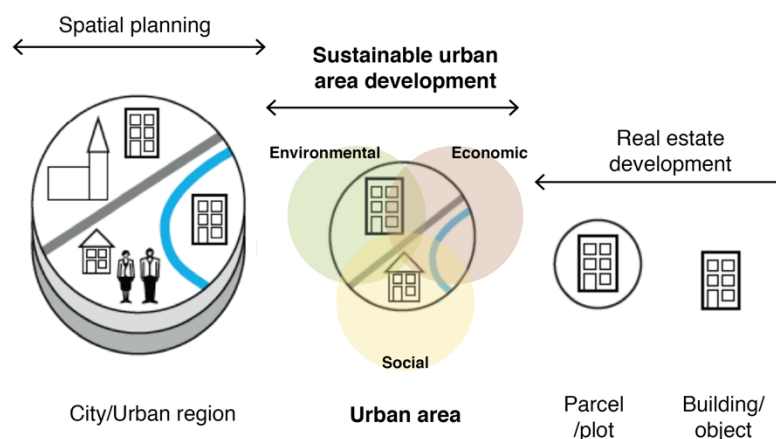 Spatial planning
Sustainable urban
area development
Environmental
Economic
Real estate
development
Social
City/Urban region
Urban area
Parcel
/plot
Building/
object